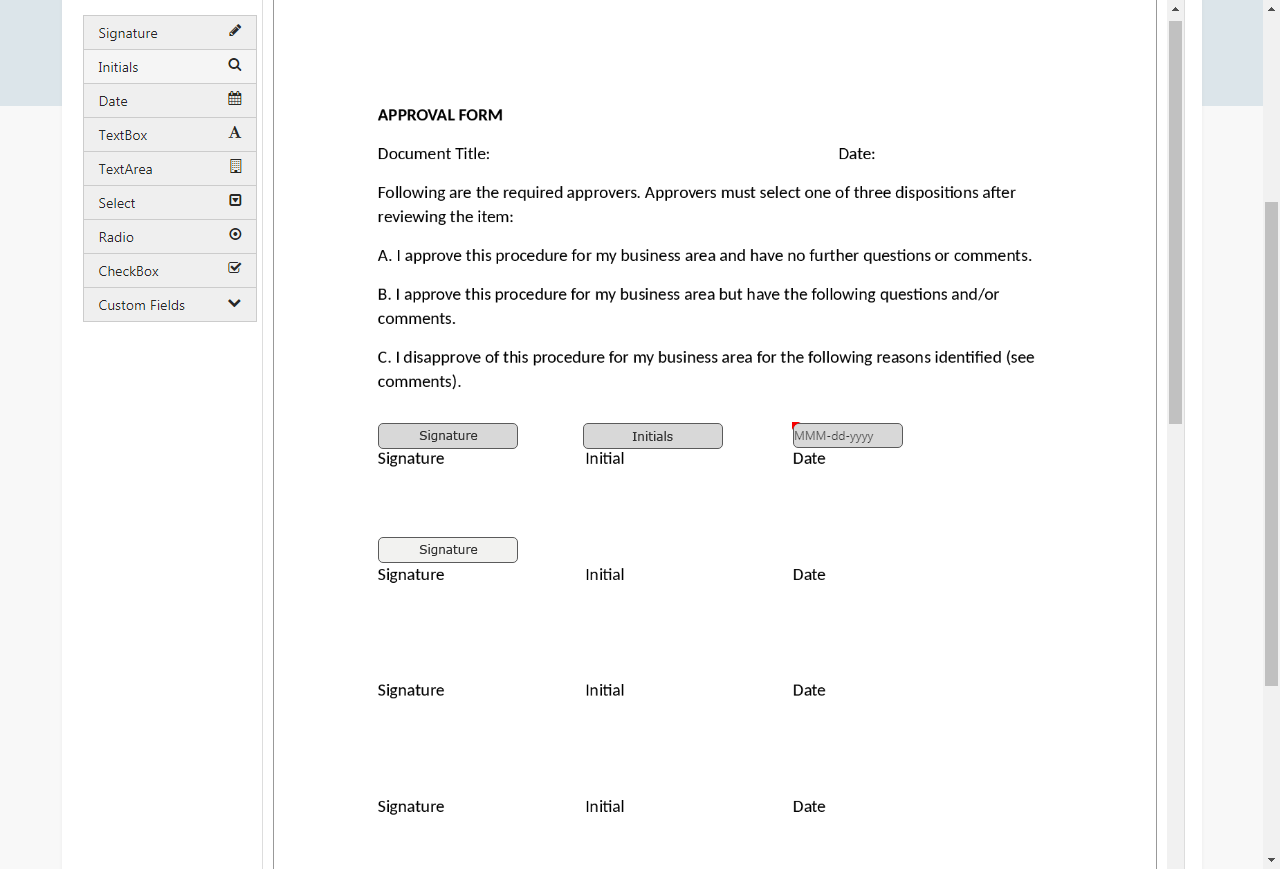 Signature
Initials
Date
TextBox
TextArea
Select
Radio
CheckBox
Custom Fields
APPROVAL FORM
Document Title: Date:
Following are the required approvers. Approvers must select one of three dispositions after
reviewing the item:
A. I approve this procedure for my business area and have no further questions or comments.
B. I approve this procedure for my business area but have the following questions and/or
comments.
C. I disapprove of this procedure for my business area for the following reasons identified (see
comments).
Signature Initials MMM-dd-yyyy
Signature Initial Date
Signature
Signature Initial Date
Signature Initial Date
Signature Initial Date